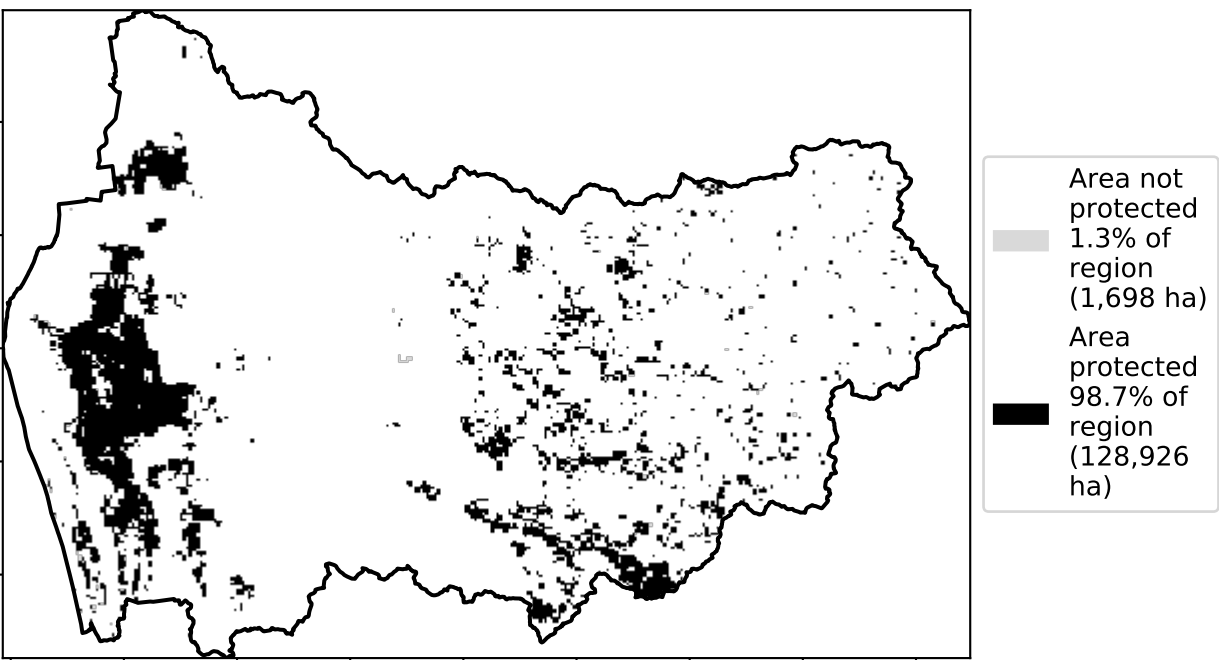 Area not
protected
1.3% of
region
(1,698 ha)
Area
protected
98.7% of
region
(128,926
ha)